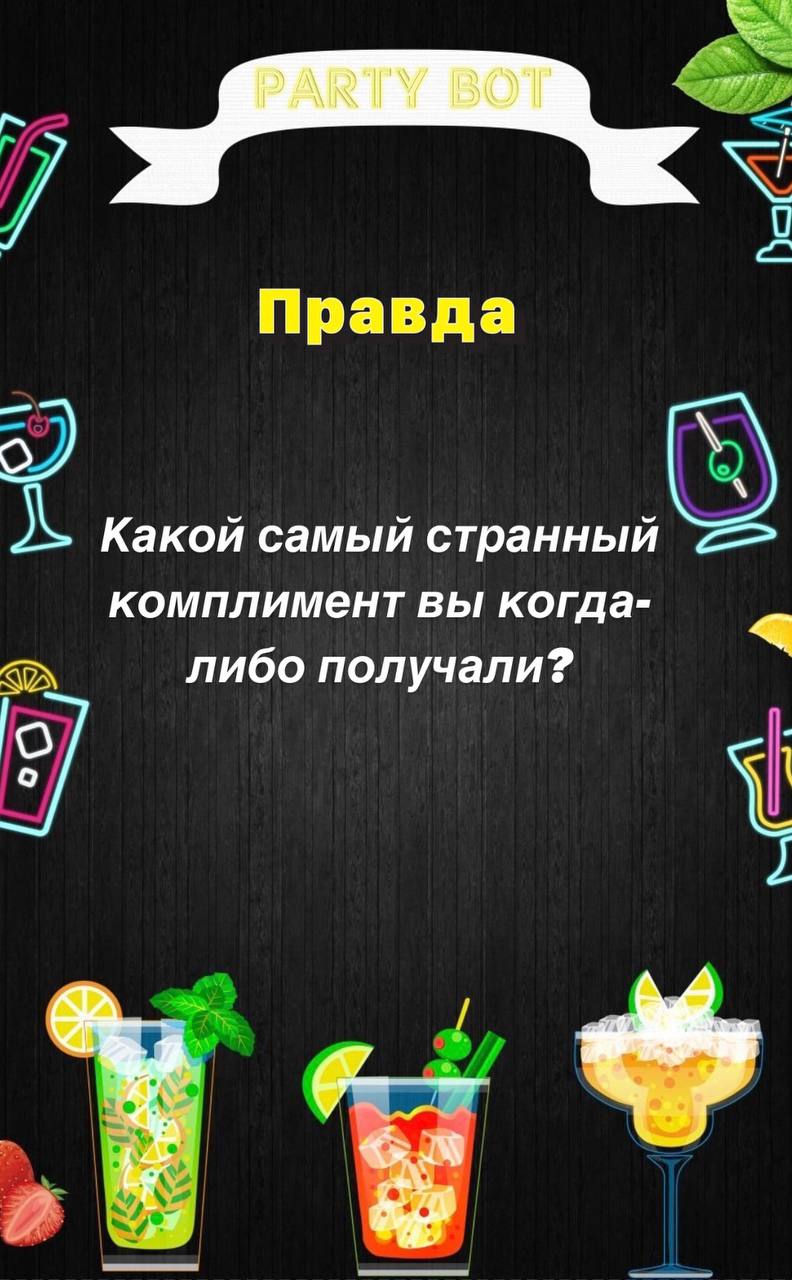 PARTY BOT
Правда
Какой самый странный
комплимент вы когда-
либо получали?